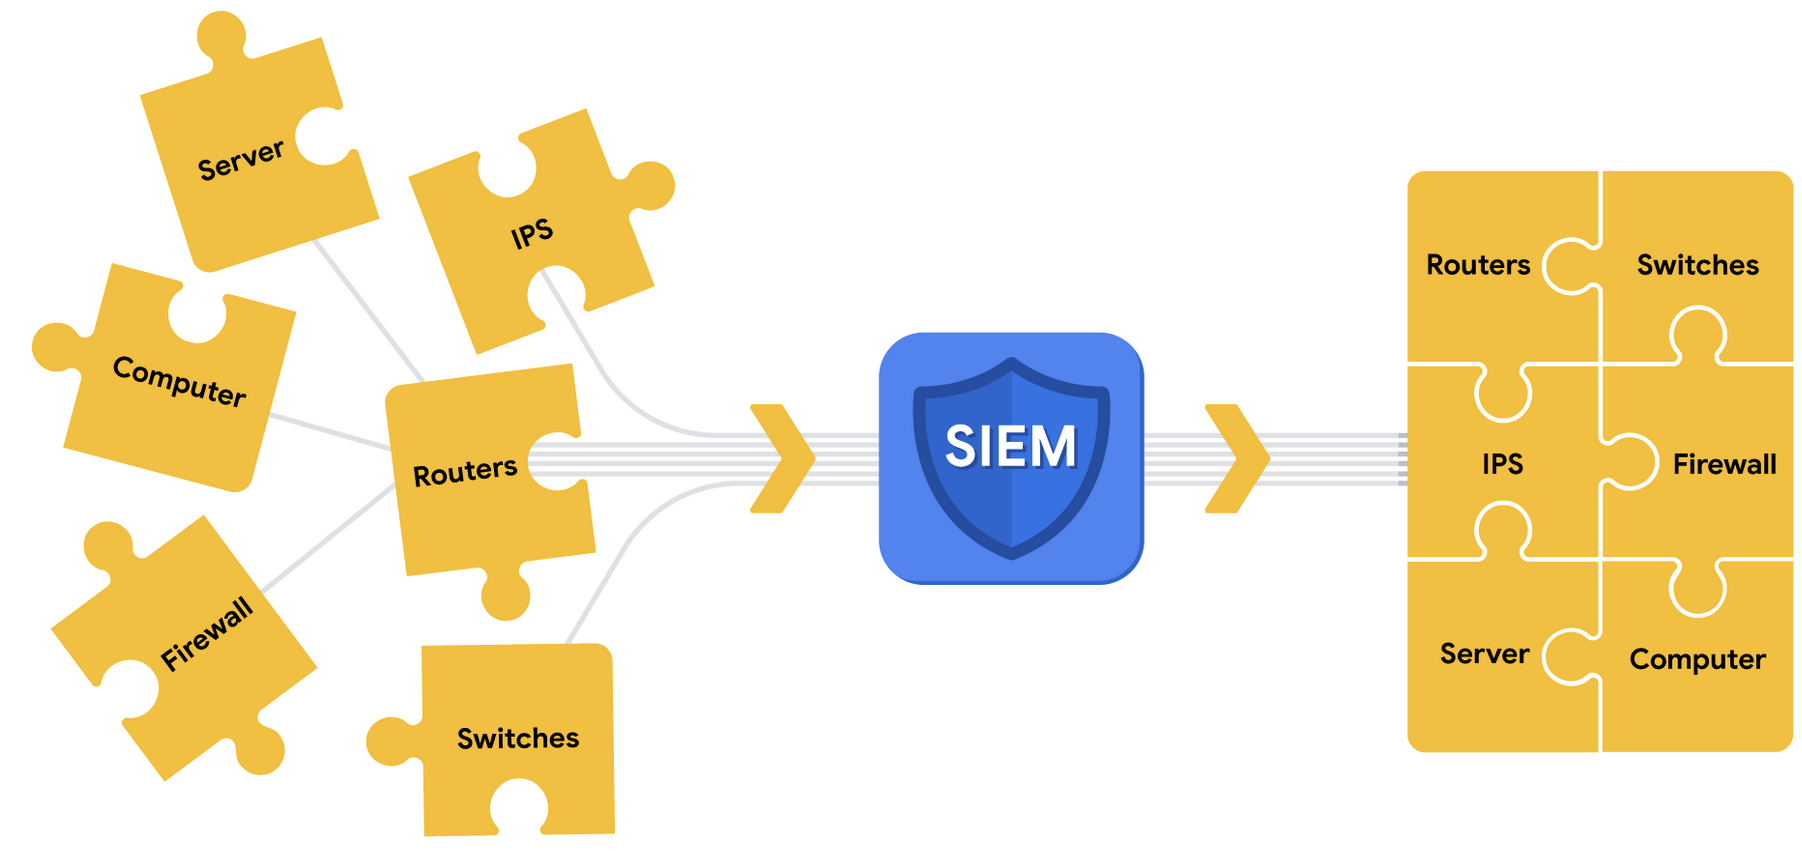 Server
IPS
Computer
Routers
Firewall
Switches
SIEM
Routers
Switches
IPS
Firewall
Server
Computer